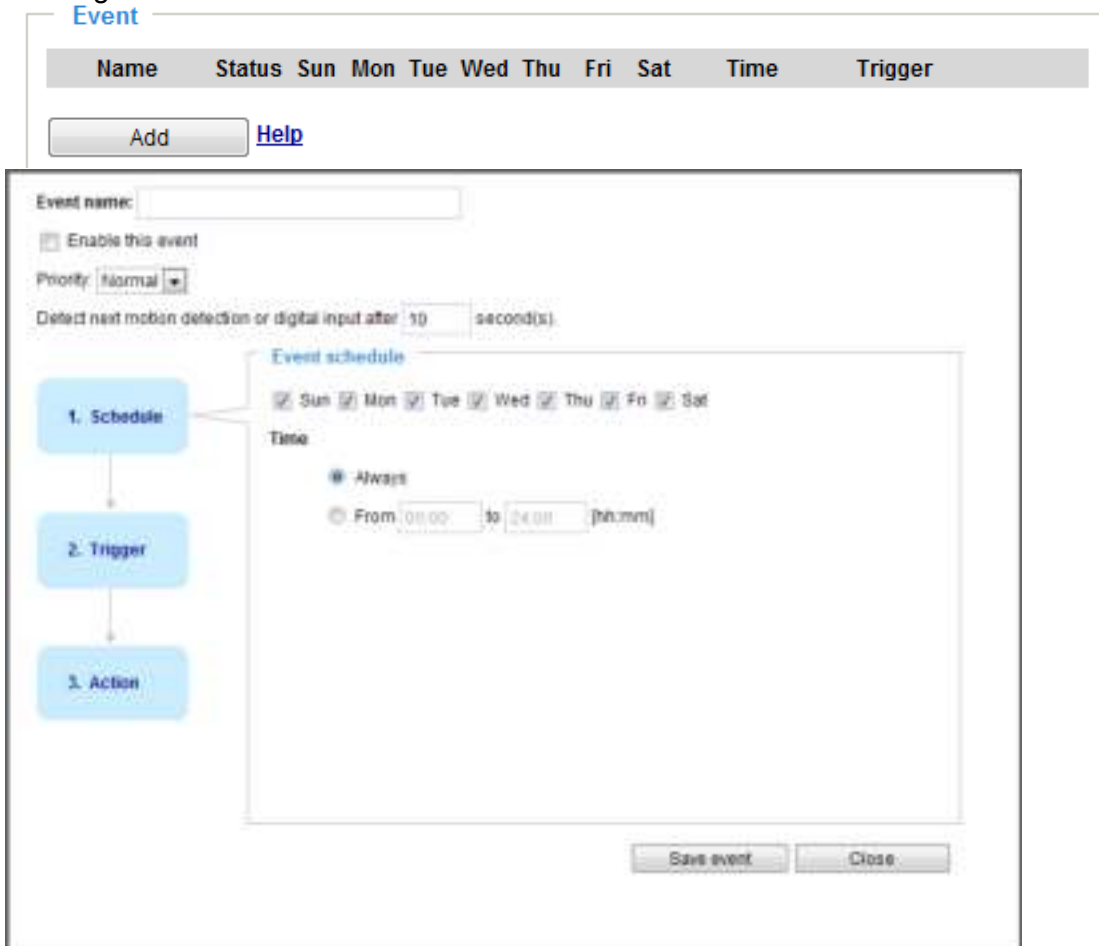 Event
Name Status Sun Mon Tue Wed Thu Fri Sat Time Trigger
Add Help
Event name:
Enable this event
Priority: Normal
Detect next motion detection or digital input after 10 second(s).
Event schedule
1. Schedule
Sun Mon Tue Wed Thu Fri Sat
Time
Always
From 00:00 to 24:00 [hh:mm]
2. Trigger
3. Action
Save event Close